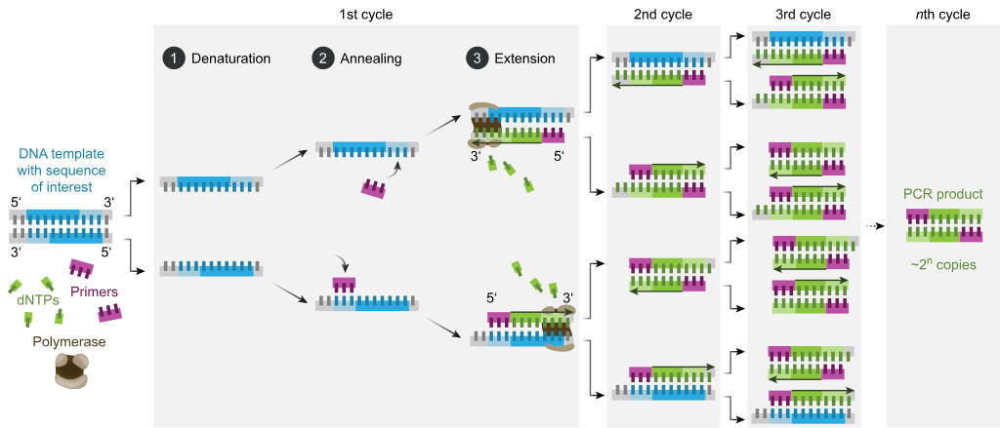 1st cycle
2nd cycle
3rd cycle
nth cycle
1 Denaturation
2 Annealing
3 Extension
DNA template
with sequence
of interest
5‘ 3‘
3‘ 5‘
Primers
dNTPs
Polymerase
3‘ 5‘
5‘ 3‘
PCR product
~2ⁿ copies